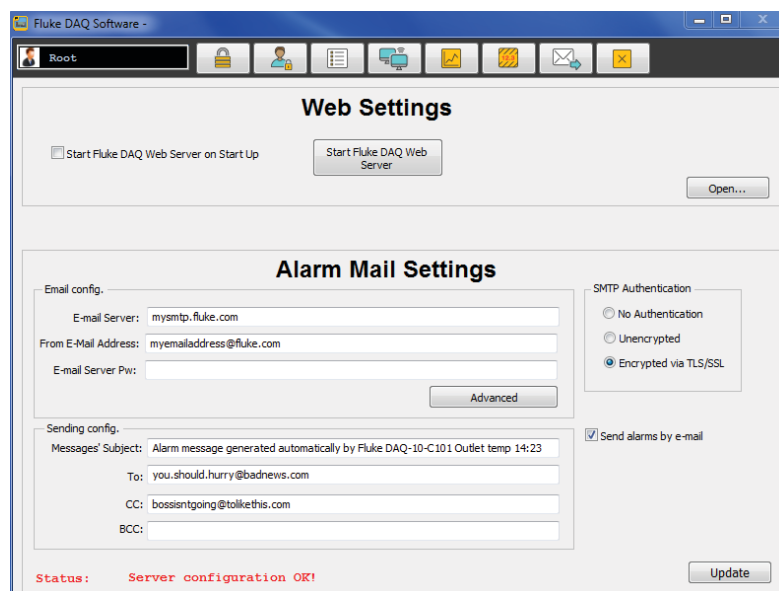 Fluke DAQ Software -
Root
12.3
Web Settings
Start Fluke DAQ Web Server on Start Up
Start Fluke DAQ Web
Server
Open...
Alarm Mail Settings
Email config.
E-mail Server: mysmtp.fluke.com
From E-Mail Address: myemailaddress@fluke.com
E-mail Server Pw:
Advanced
SMTP Authentication
No Authentication
Unencrypted
Encrypted via TLS/SSL
Sending config.
Messages' Subject: Alarm message generated automatically by Fluke DAQ-10-C101 Outlet temp 14:23
To: you.should.hurry@badnews.com
CC: bossisntgoing@tolikethis.com
BCC:
Send alarms by e-mail
Status: Server configuration OK!
Update